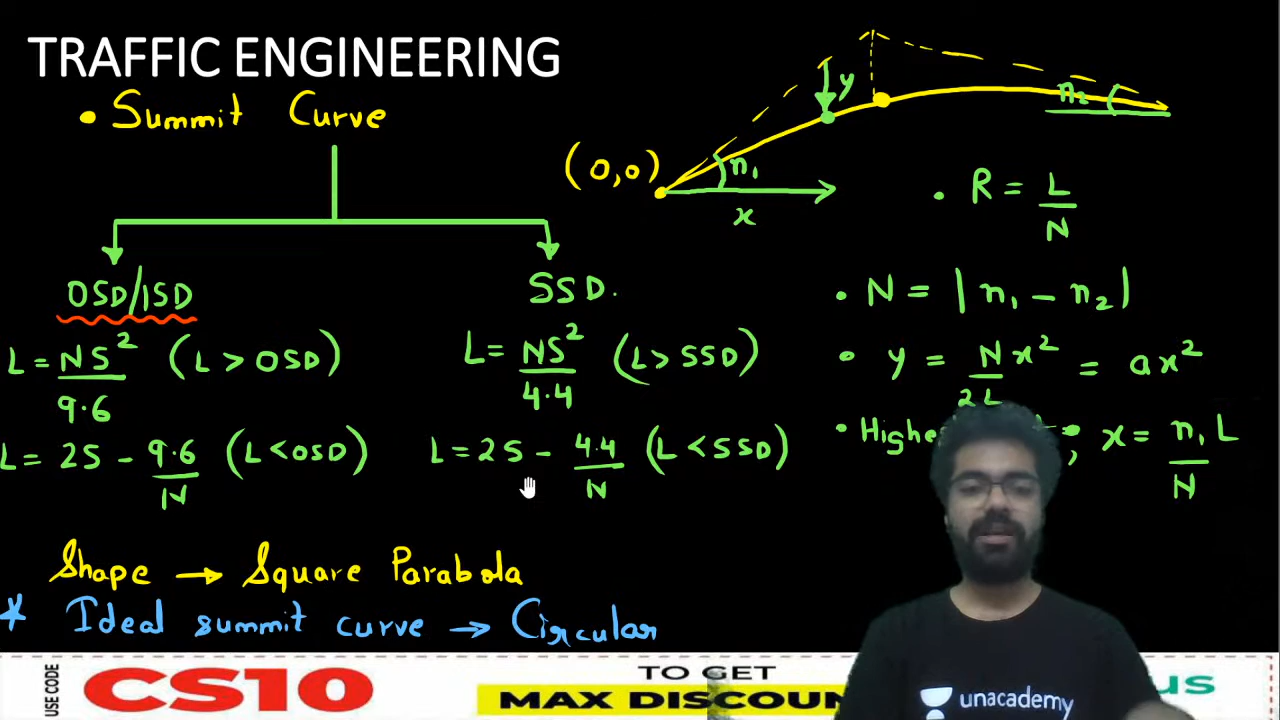 TRAFFIC ENGINEERING
• Summit Curve
OSD/ISD
SSD.
L = NS²/9.6 (L > OSD)
L = NS²/4.4 (L > SSD)
L = 2S - 9.6/N (L < OSD)
L = 2S - 4.4/N (L < SSD)
Shape → Square Parabola
* Ideal summit curve → Circular
(0,0)
n₁
x
y
n₂
• R = L/N
• N = |n₁ - n₂|
• y = N/2L x² = ax²
; x = n₁L/N
USE CODE
CS10
TO GET
MAX
unacademy